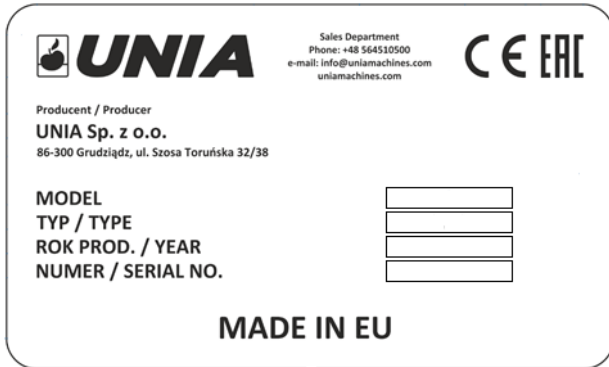 UNIA
Sales Department
Phone: +48 564510500
e-mail: info@uniamachines.com
uniamachines.com
CE EAC
Producent / Producer
UNIA Sp. z o.o.
86-300 Grudziądz, ul. Szosa Toruńska 32/38
MODEL
TYP / TYPE
ROK PROD. / YEAR
NUMER / SERIAL NO.
MADE IN EU